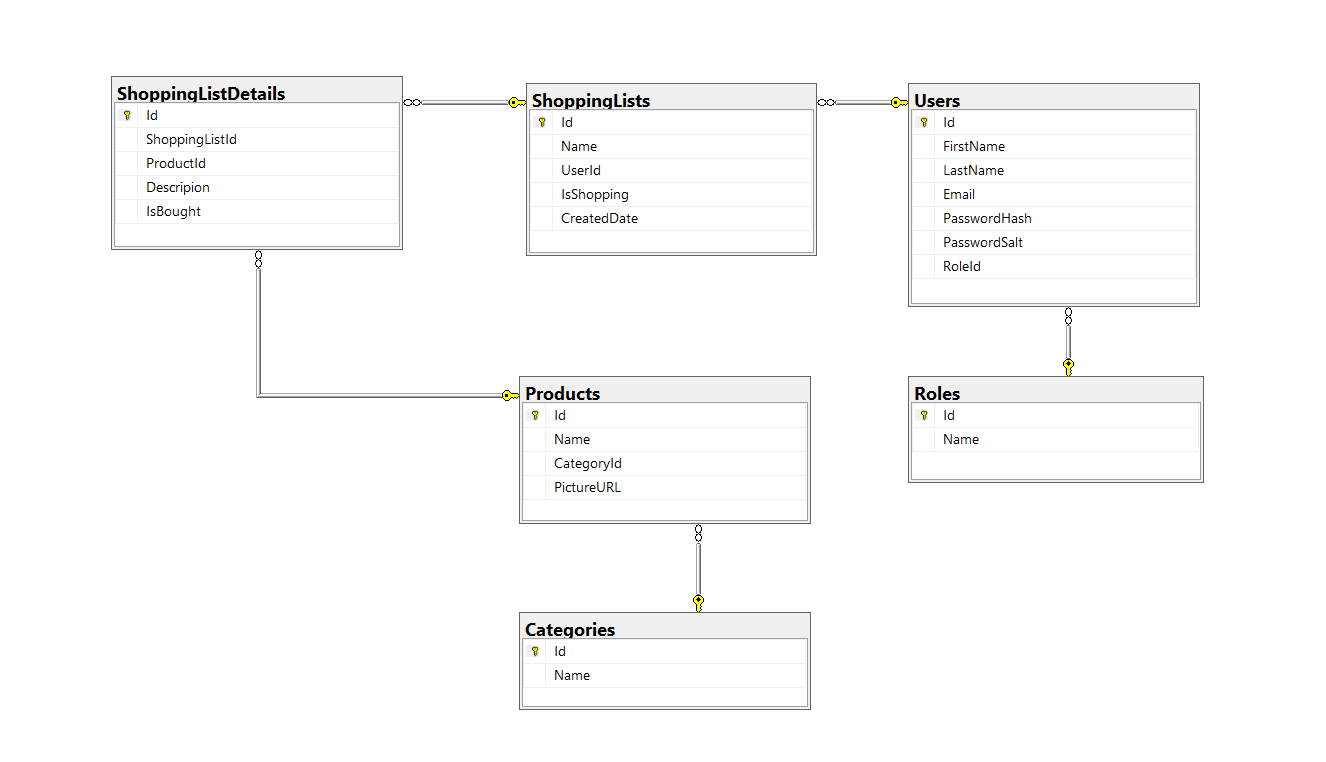 ShoppingListDetails
Id
ShoppingListId
ProductId
Descripion
IsBought
ShoppingLists
Id
Name
UserId
IsShopping
CreatedDate
Users
Id
FirstName
LastName
Email
PasswordHash
PasswordSalt
RoleId
Products
Id
Name
CategoryId
PictureURL
Roles
Id
Name
Categories
Id
Name